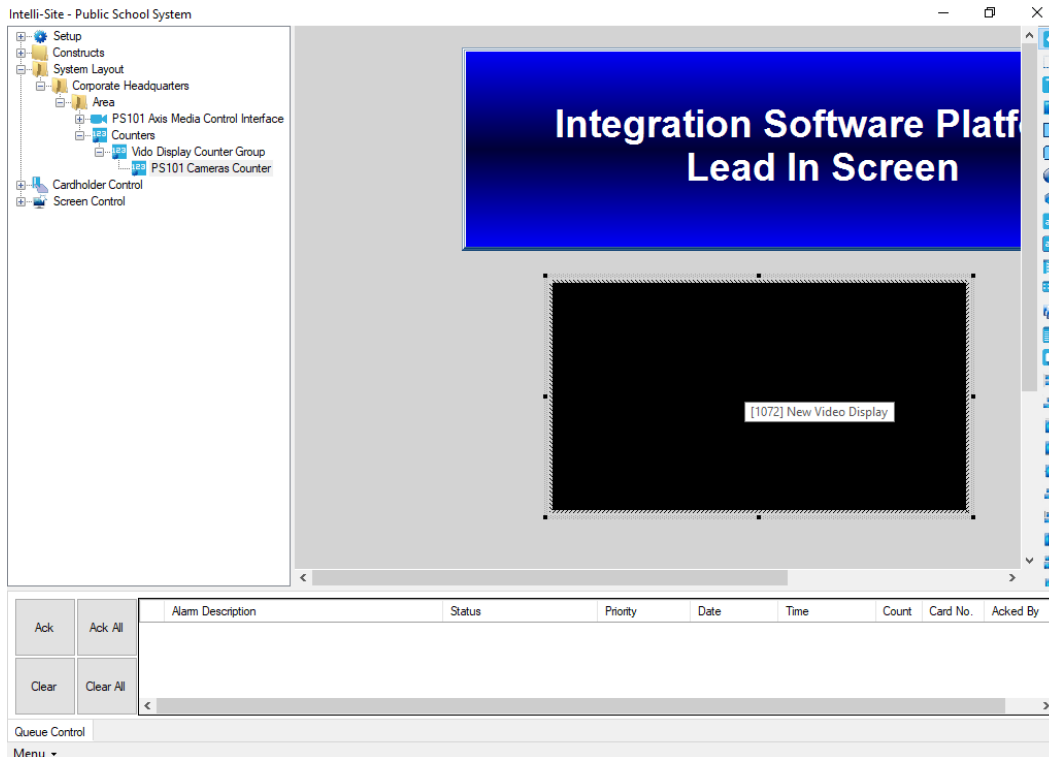 Intelli-Site - Public School System
Setup
Constructs
System Layout
Corporate Headquarters
Area
PS101 Axis Media Control Interface
Counters
Vido Display Counter Group
PS101 Cameras Counter
Cardholder Control
Screen Control
Integration Software Platf
Lead In Screen
[1072] New Video Display
Ack
Ack All
Clear
Clear All
Alarm Description Status Priority Date Time Count Card No. Acked By
Queue Control
Menu